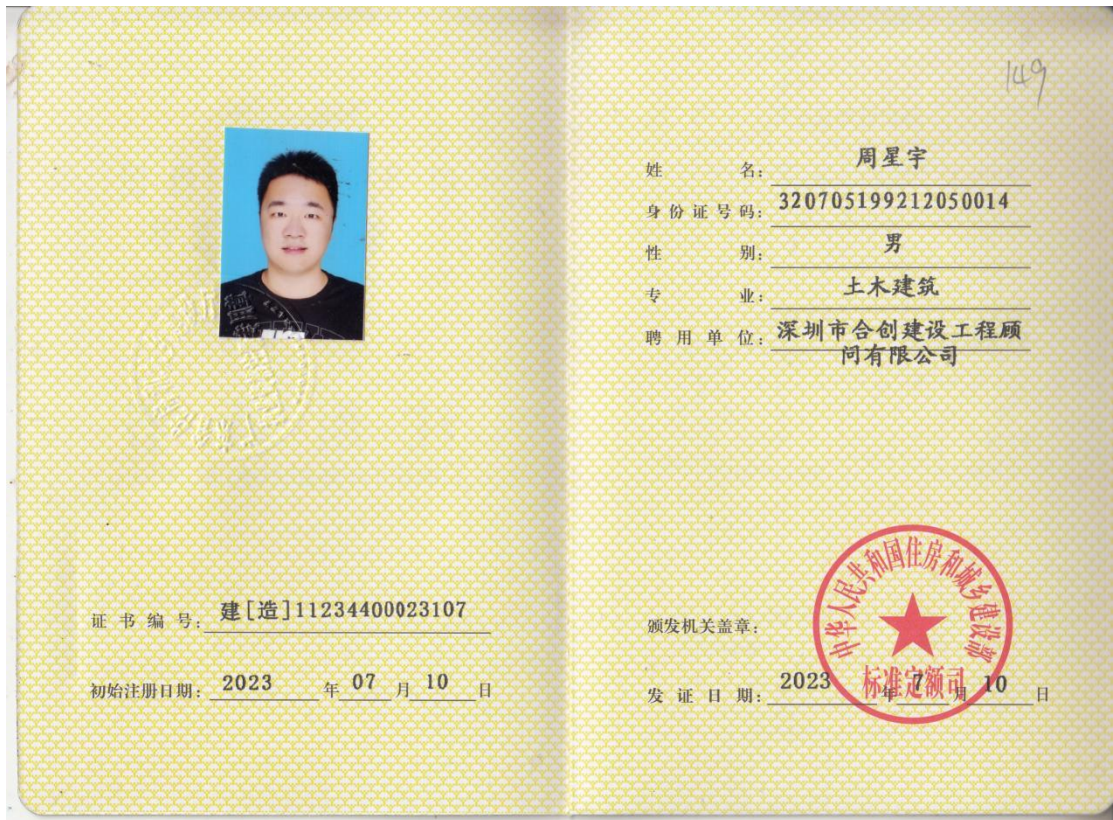 149
姓 名：周星宇
身份证号码：320705199212050014
性 别：男
专 业：土木建筑
聘用单位：深圳市合创建设工程顾
问有限公司
证书编号：建[造]11234400023107
初始注册日期：2023 年 07 月 10 日
颁发机关盖章：
中华人民共和国住房和城乡建设部
标准定额司
发证日期：2023 年 7 月 10 日